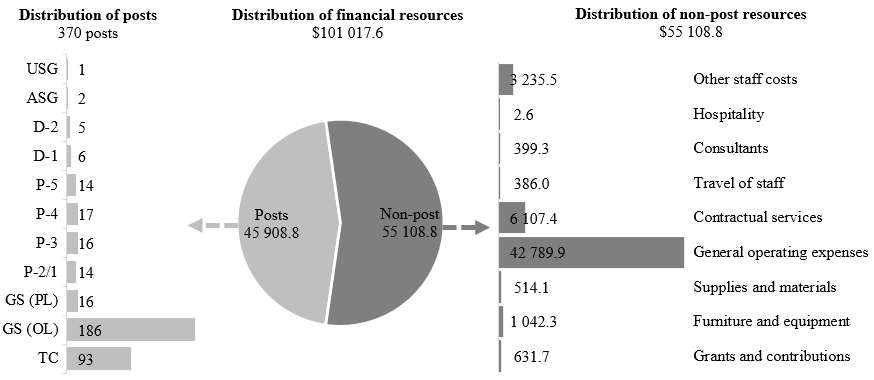 Distribution of posts
370 posts
USG 1
ASG 2
D-2 5
D-1 6
P-5 14
P-4 17
P-3 16
P-2/1 14
GS (PL) 16
GS (OL) 186
TC 93
Distribution of financial resources
$101 017.6
Posts
45 908.8
Non-post
55 108.8
Distribution of non-post resources
$55 108.8
3 235.5 Other staff costs
2.6 Hospitality
399.3 Consultants
386.0 Travel of staff
6 107.4 Contractual services
42 789.9 General operating expenses
514.1 Supplies and materials
1 042.3 Furniture and equipment
631.7 Grants and contributions